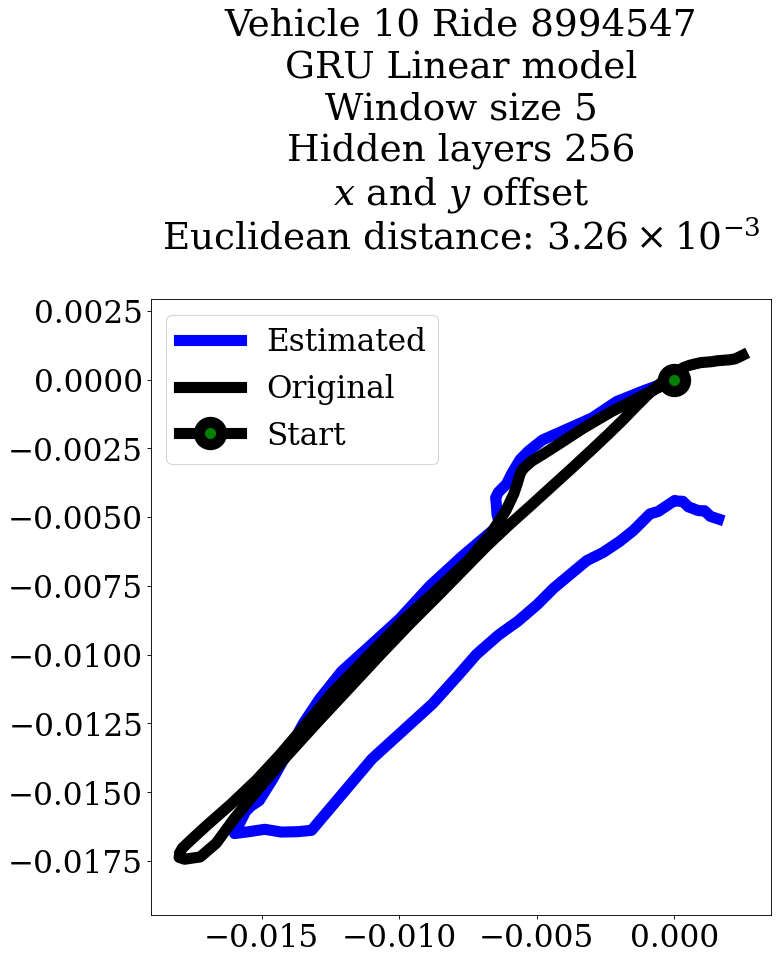 Vehicle 10 Ride 8994547
GRU Linear model
Window size 5
Hidden layers 256
x and y offset
Euclidean distance: 3.26 × 10⁻³
0.0025
0.0000
−0.0025
−0.0050
−0.0075
−0.0100
−0.0125
−0.0150
−0.0175
Estimated
Original
Start
−0.015 −0.010 −0.005 0.000